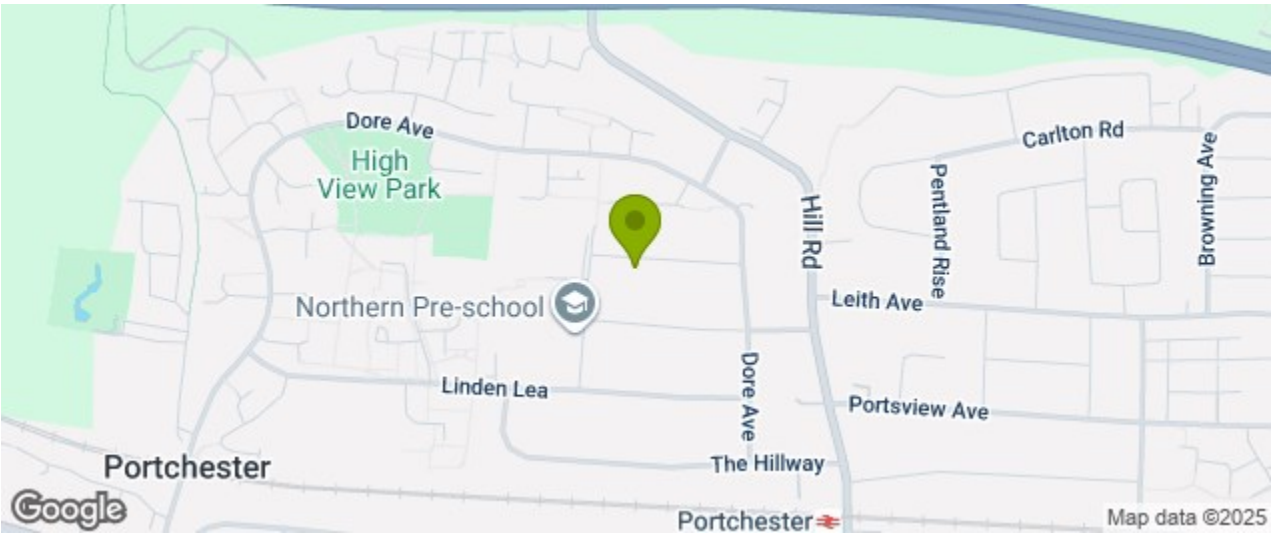 Dore Ave
High
View Park
Carlton Rd
Pentland Rise
Browning Ave
Hill Rd
Northern Pre-school
Leith Ave
Linden Lea
Dore Ave
Portsview Ave
Portchester
The Hillway
Google
Portchester
Map data ©2025